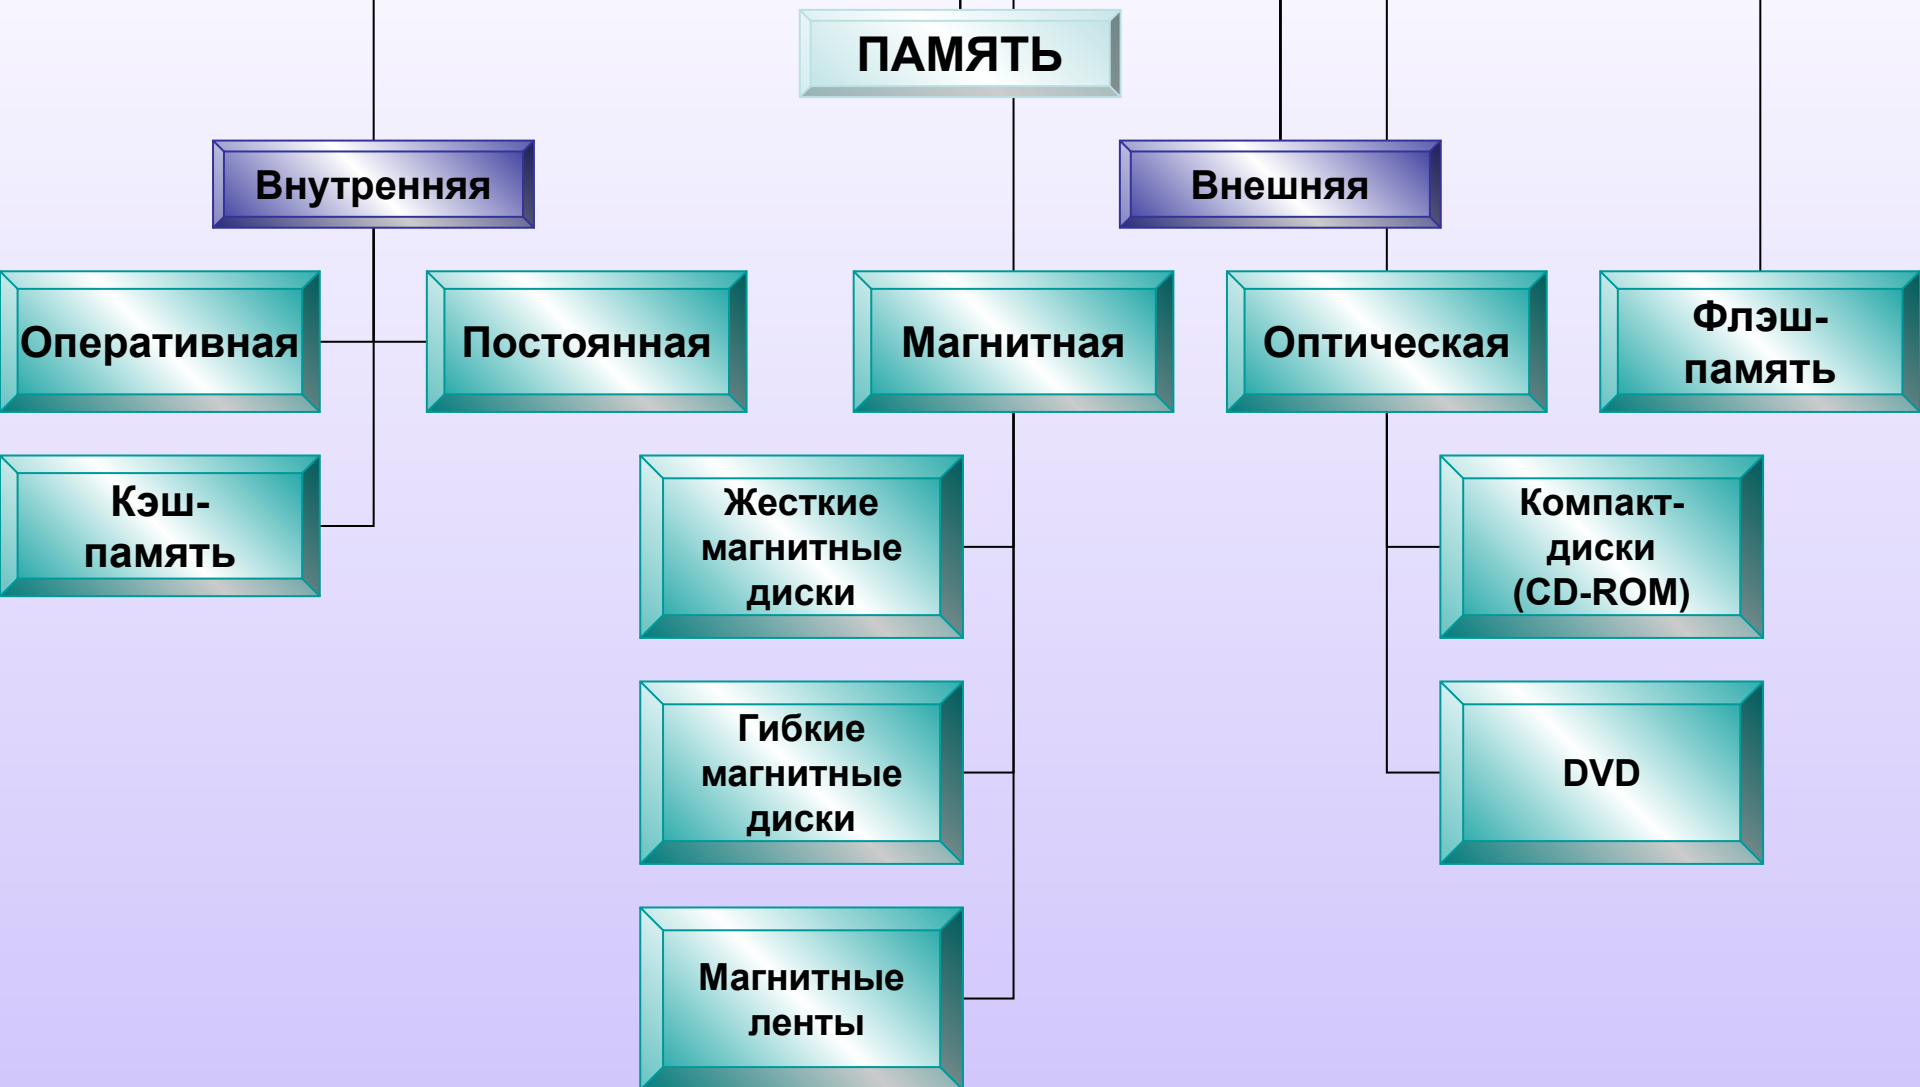 ПАМЯТЬ
Внутренняя
Внешняя
Оперативная
Постоянная
Магнитная
Оптическая
Флэш-
память
Кэш-
память
Жесткие
магнитные
диски
Компакт-
диски
(CD-ROM)
Гибкие
магнитные
диски
DVD
Магнитные
ленты